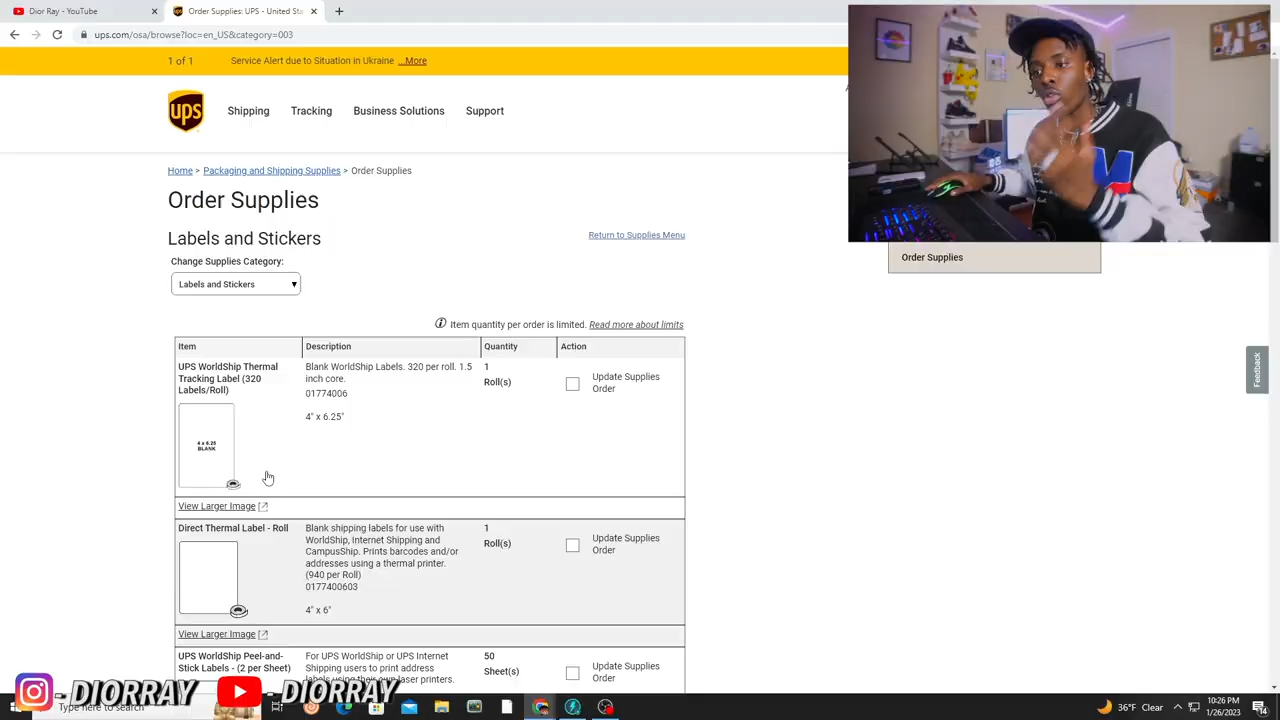 Dior Ray - YouTube
Order Supplies: UPS - United Sta
ups.com/osa/browse?loc=en_US&category=003
1 of 1
Service Alert due to Situation in Ukraine ...More
ups
Shipping
Tracking
Business Solutions
Support
Home > Packaging and Shipping Supplies > Order Supplies
Order Supplies
Labels and Stickers
Return to Supplies Menu
Order Supplies
Change Supplies Category:
Labels and Stickers
Item quantity per order is limited. Read more about limits
Item
Description
Quantity
Action
UPS WorldShip Thermal
Tracking Label (320
Labels/Roll)
Blank WorldShip Labels. 320 per roll. 1.5
inch core.
01774006
4" x 6.25"
1
Roll(s)
Update Supplies
Order
4 x 6.25
BLANK
View Larger Image
Direct Thermal Label - Roll
Blank shipping labels for use with
WorldShip, Internet Shipping and
CampusShip. Prints barcodes and/or
addresses using a thermal printer.
(940 per Roll)
0177400603
4" x 6"
1
Roll(s)
Update Supplies
Order
View Larger Image
UPS WorldShip Peel-and-
Stick Labels - (2 per Sheet)
For UPS WorldShip or UPS Internet
Shipping users to print address
labels using their own laser printers.
50
Sheet(s)
Update Supplies
Order
Feedback
- DIORRAY
- DIORRAY
Type here to search
36°F Clear
10:26 PM
1/26/2023
14